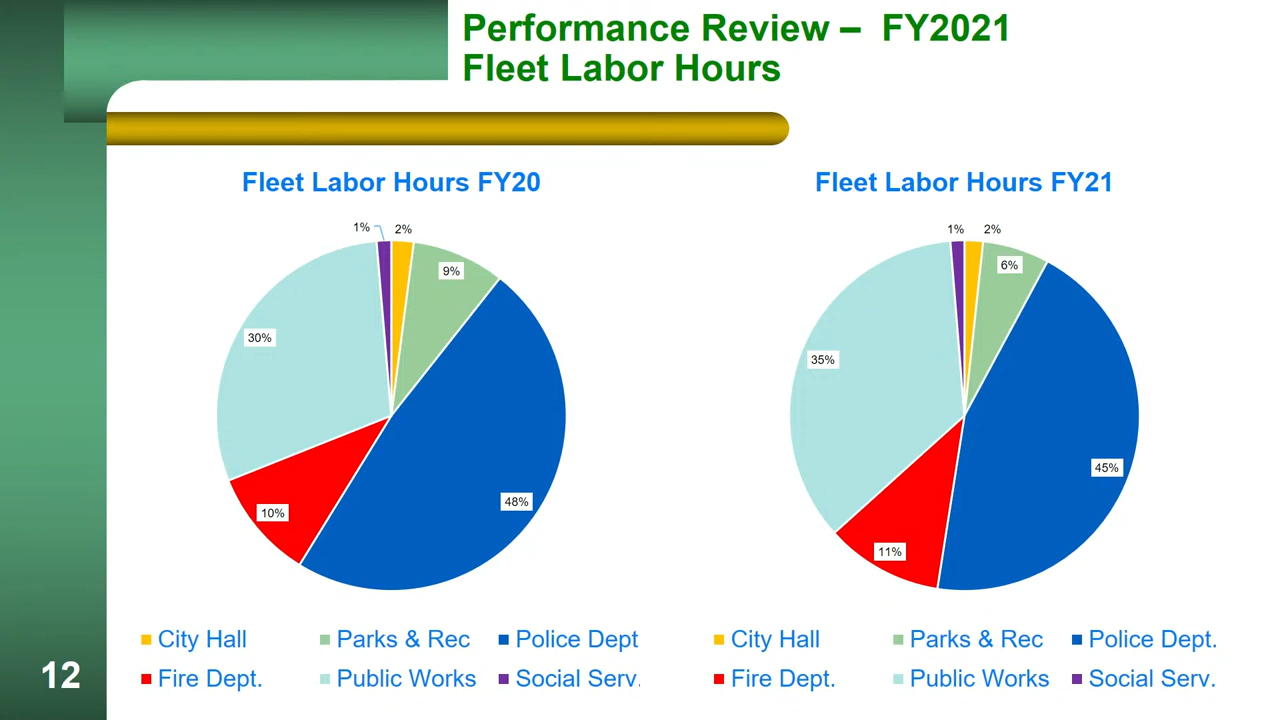 Performance Review – FY2021
Fleet Labor Hours
Fleet Labor Hours FY20
1% 2%
9%
30%
48%
10%
City Hall Parks & Rec Police Dept
Fire Dept. Public Works Social Serv.
Fleet Labor Hours FY21
1% 2%
6%
35%
45%
11%
City Hall Parks & Rec Police Dept.
Fire Dept. Public Works Social Serv.
12